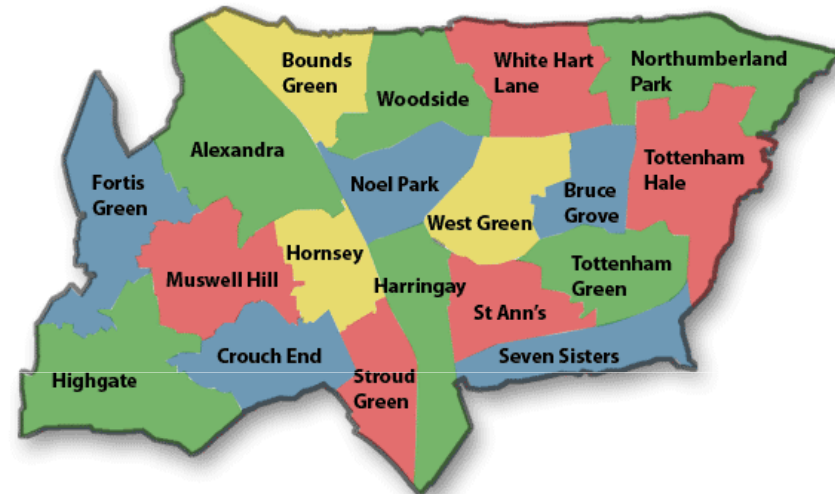 Bounds
Green
White Hart
Lane
Northumberland
Park
Woodside
Alexandra
Tottenham
Hale
Fortis
Green
Noel Park
Bruce
Grove
West Green
Hornsey
Muswell Hill
Harringay
Tottenham
Green
St Ann's
Crouch End
Seven Sisters
Highgate
Stroud
Green